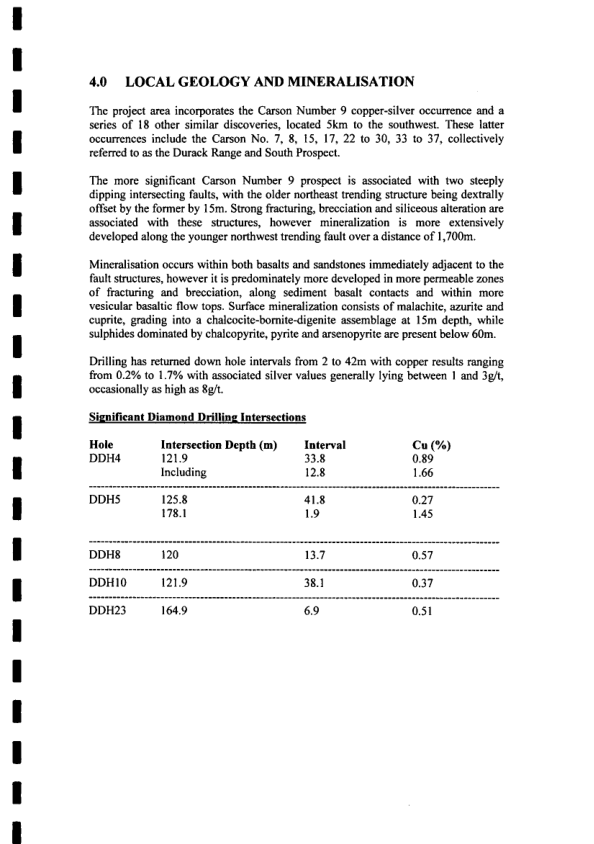 4.0 LOCAL GEOLOGY AND MINERALISATION
The project area incorporates the Carson Number 9 copper-silver occurrence and a
series of 18 other similar discoveries, located 5km to the southwest. These latter
occurrences include the Carson No. 7, 8, 15, 17, 22 to 30, 33 to 37, collectively
referred to as the Durack Range and South Prospect.
The more significant Carson Number 9 prospect is associated with two steeply
dipping intersecting faults, with the older northeast trending structure being dextrally
offset by the former by 15m. Strong fracturing, brecciation and siliceous alteration are
associated with these structures, however mineralization is more extensively
developed along the younger northwest trending fault over a distance of 1,700m.
Mineralisation occurs within both basalts and sandstones immediately adjacent to the
fault structures, however it is predominately more developed in more permeable zones
of fracturing and brecciation, along sediment basalt contacts and within more
vesicular basaltic flow tops. Surface mineralization consists of malachite, azurite and
cuprite, grading into a chalcocite-bornite-digenite assemblage at 15m depth, while
sulphides dominated by chalcopyrite, pyrite and arsenopyrite are present below 60m.
Drilling has returned down hole intervals from 2 to 42m with copper results ranging
from 0.2% to 1.7% with associated silver values generally lying between 1 and 3g/t,
occasionally as high as 8g/t.
Significant Diamond Drilling Intersections
Hole Intersection Depth (m) Interval Cu (%)
DDH4 121.9 33.8 0.89
Including 12.8 1.66
DDH5 125.8 41.8 0.27
178.1 1.9 1.45
DDH8 120 13.7 0.57
DDH10 121.9 38.1 0.37
DDH23 164.9 6.9 0.51